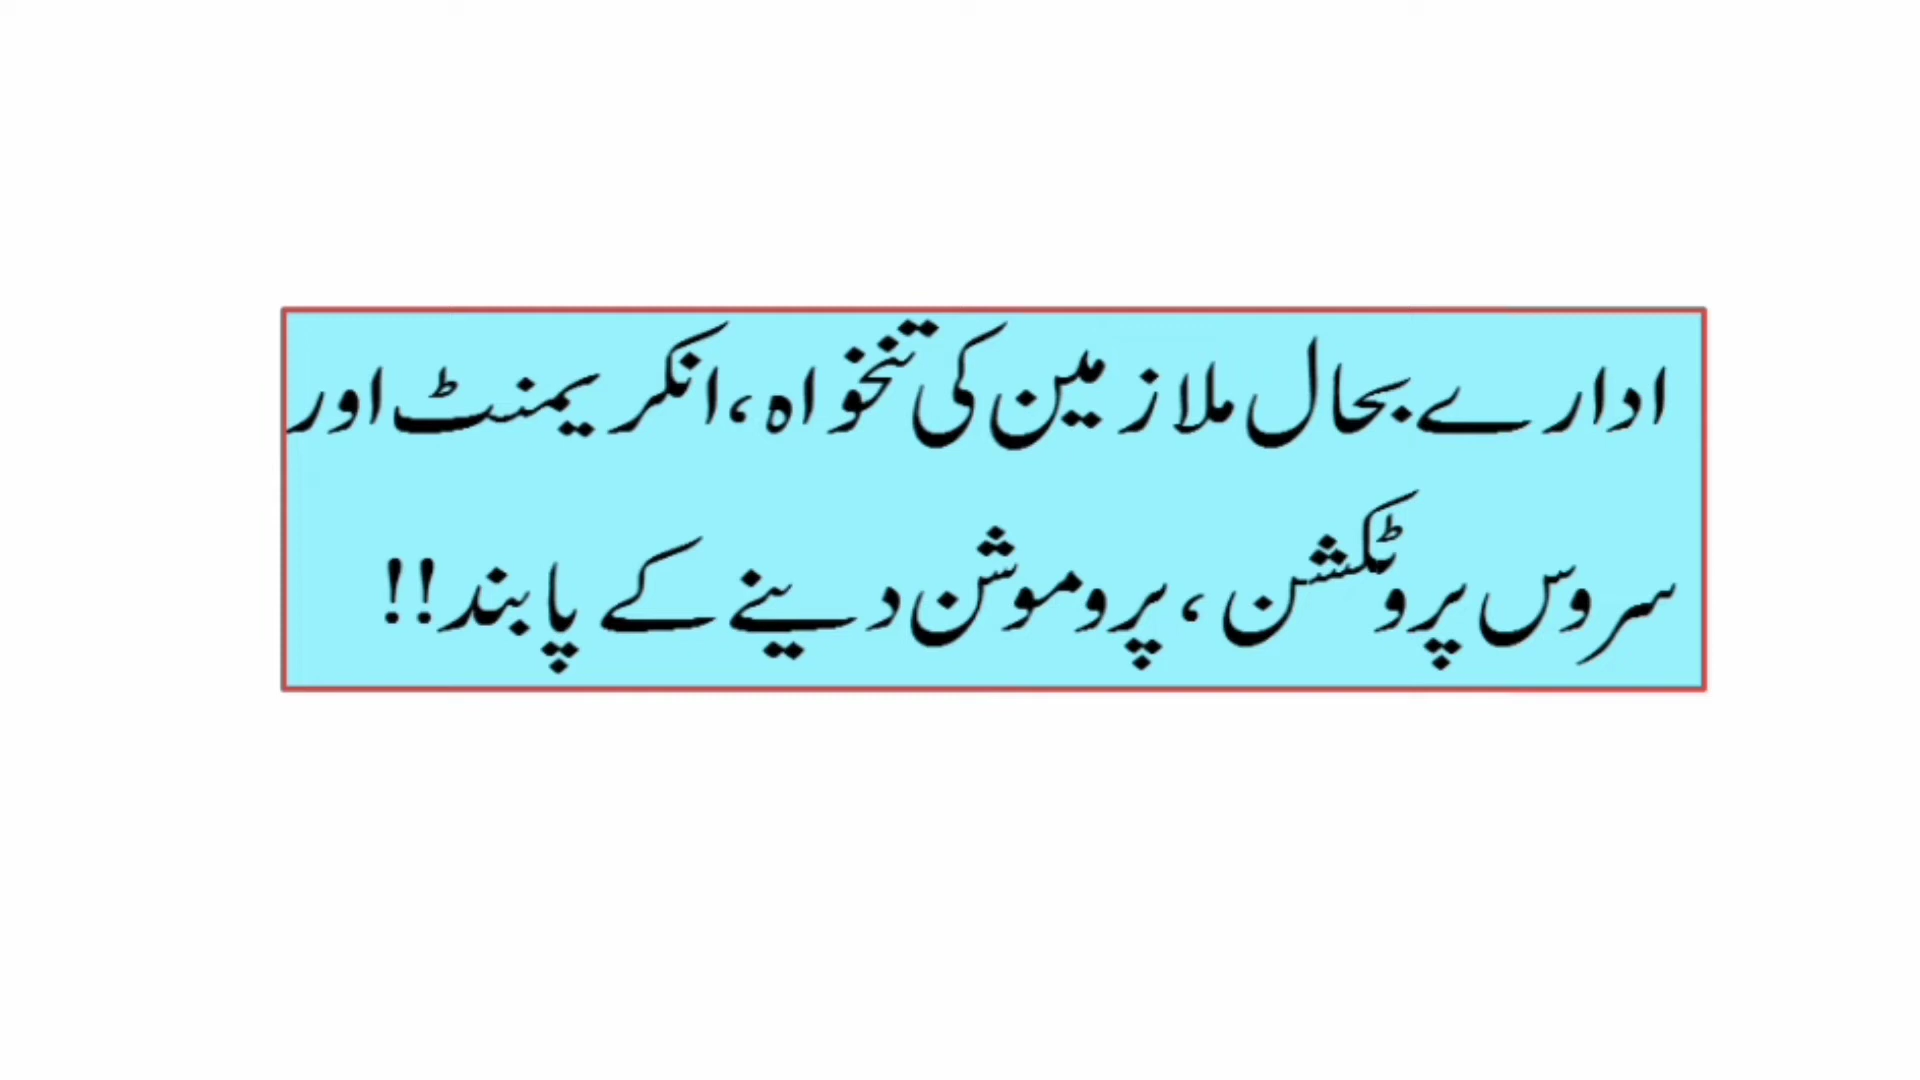 ادارے بحال ملازمین کی تنخواہ، انکریمنٹ اور
سروس پروٹکشن، پروموشن دینے کے پابند!!